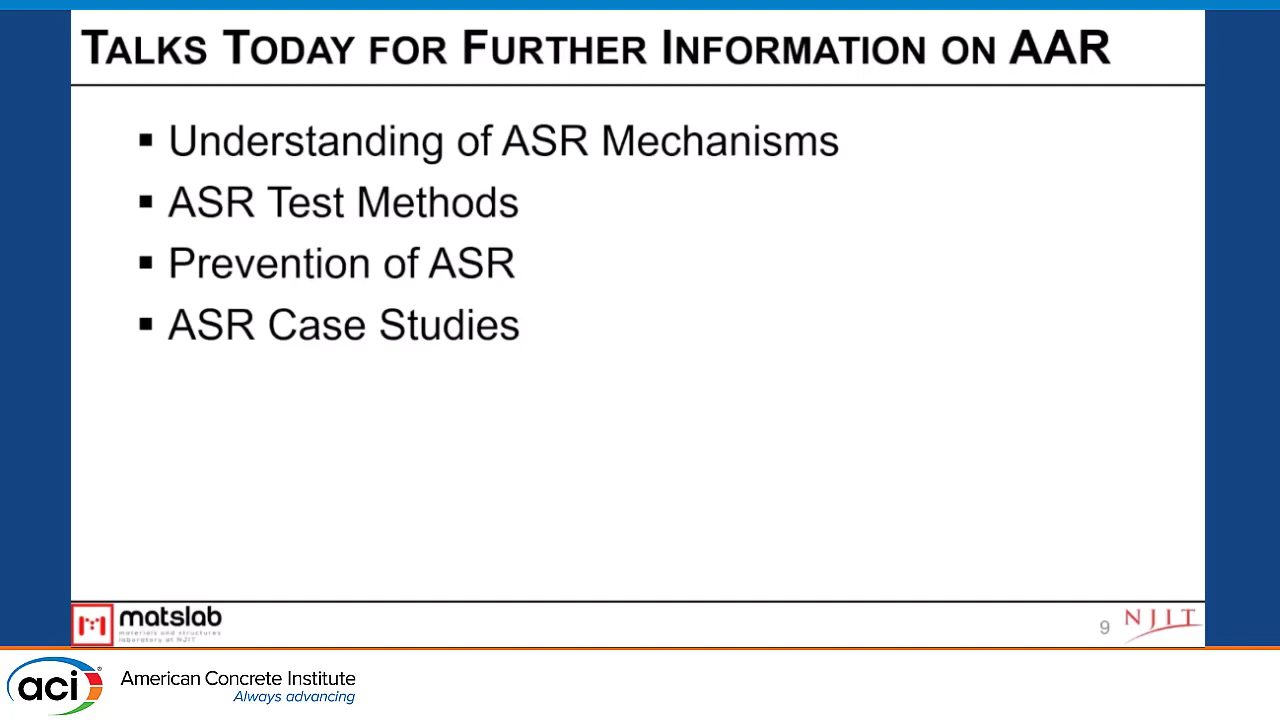 TALKS TODAY FOR FURTHER INFORMATION ON AAR
▪ Understanding of ASR Mechanisms
▪ ASR Test Methods
▪ Prevention of ASR
▪ ASR Case Studies
matslab
materials and structures
laboratory at NJIT
9
NJIT
aci®
American Concrete Institute
Always advancing